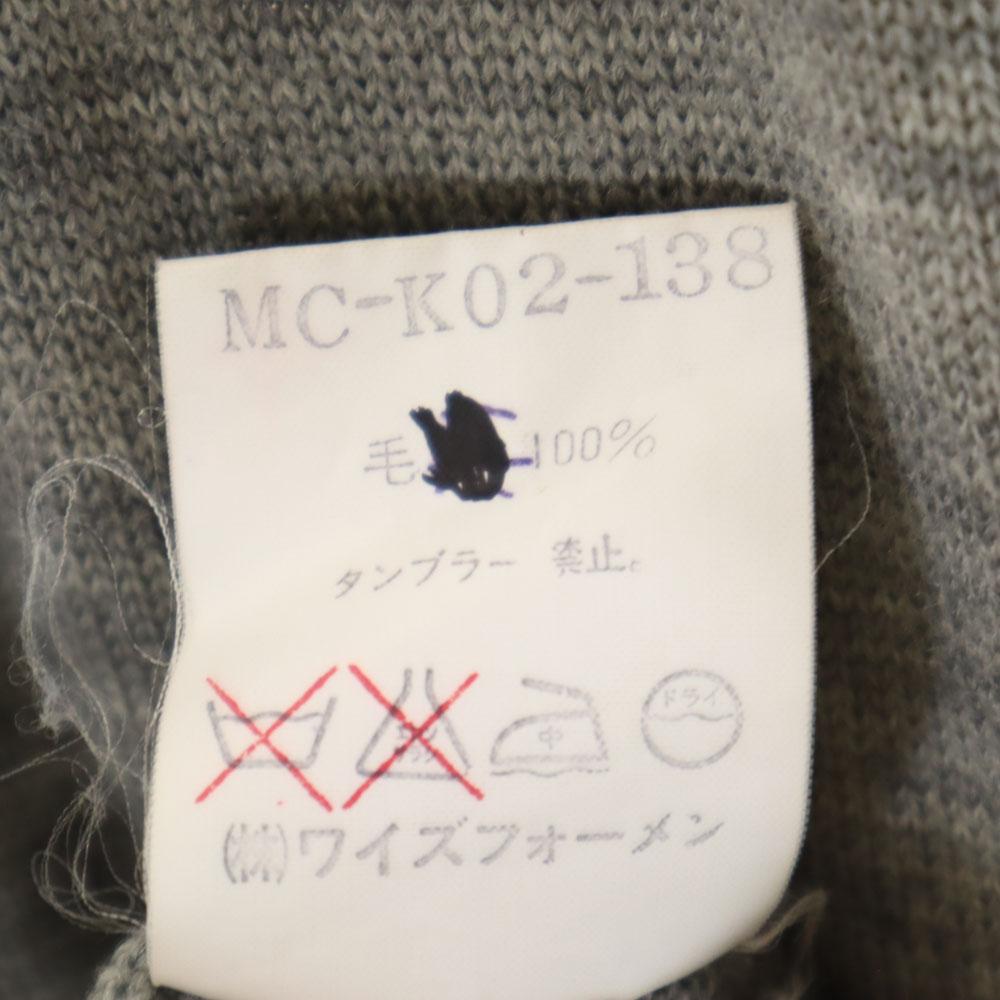 MC-K02-138
毛 100%
タンブラー 禁止。
中 ドライ
(株)ワイズフォーメン